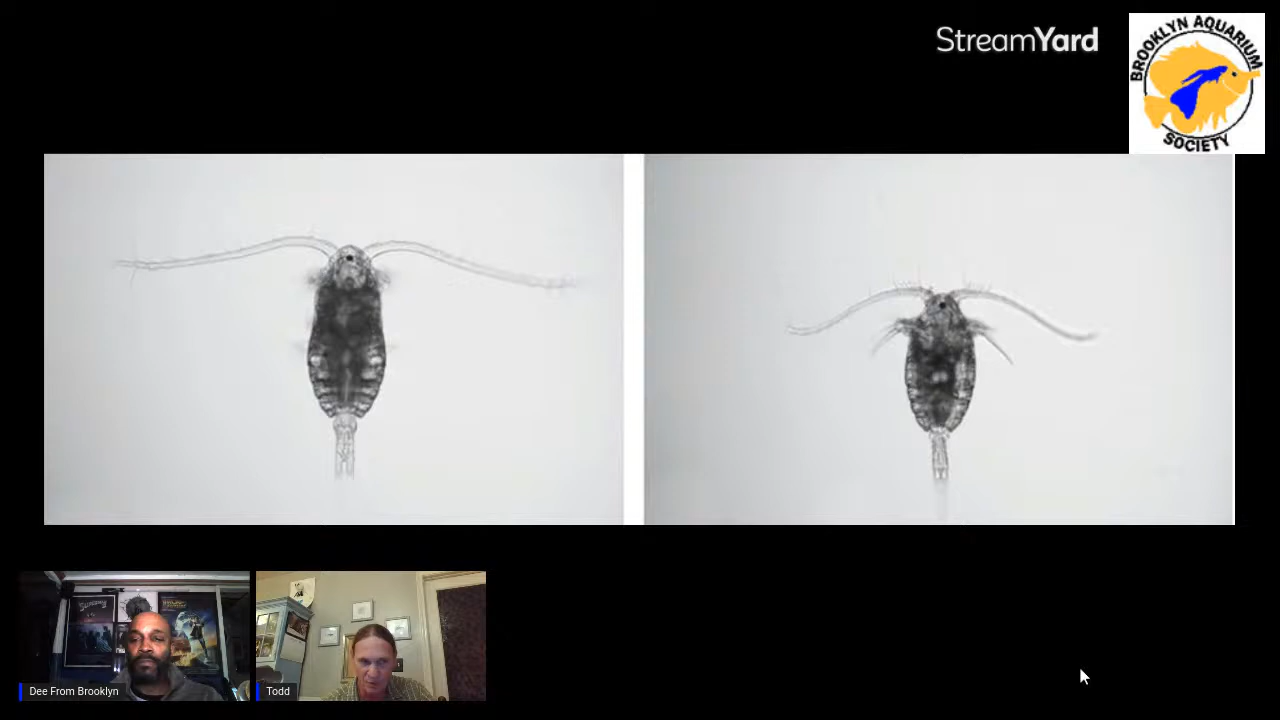 StreamYard
BROOKLYN AQUARIUM
SOCIETY
Dee From Brooklyn
Todd